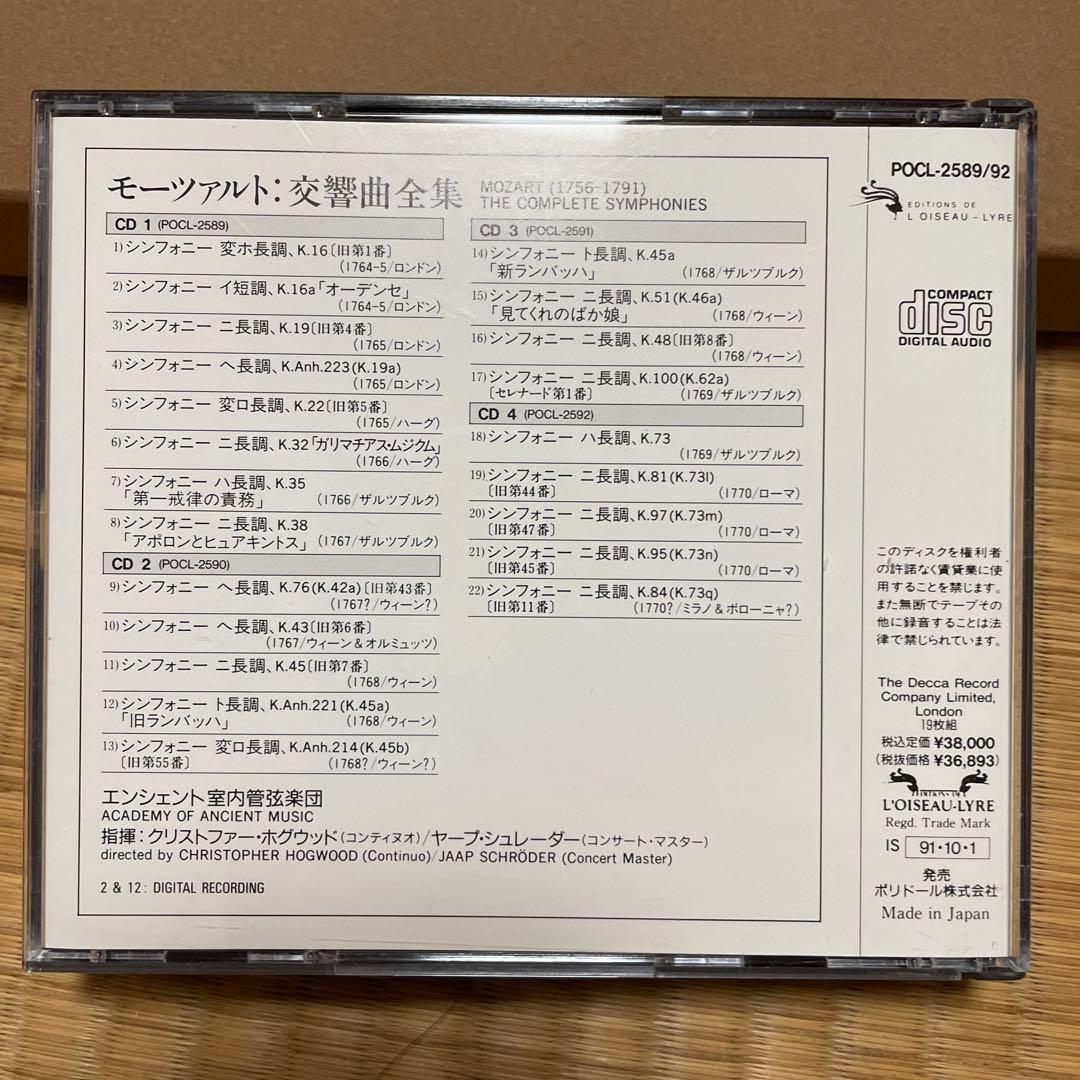 モーツァルト：交響曲全集
MOZART (1756-1791)
THE COMPLETE SYMPHONIES
CD 1 (POCL-2589)
1)シンフォニー 変ホ長調、K.16〔旧第1番〕
(1764-5/ロンドン)
2)シンフォニー イ短調、K.16a「オーデンセ」
(1764-5/ロンドン)
3)シンフォニー ニ長調、K.19〔旧第4番〕
(1765/ロンドン)
4)シンフォニー ヘ長調、K.Anh.223(K.19a)
(1765/ロンドン)
5)シンフォニー 変ロ長調、K.22〔旧第5番〕
(1765/ハーグ)
6)シンフォニー ニ長調、K.32「ガリマチアス・ムジクム」
(1766/ハーグ)
7)シンフォニー ハ長調、K.35
「第一戒律の責務」 (1766/ザルツブルク)
8)シンフォニー ニ長調、K.38
「アポロンとヒュアキントス」 (1767/ザルツブルク)
CD 2 (POCL-2590)
9)シンフォニー ヘ長調、K.76(K.42a)〔旧第43番〕
(1767?/ウィーン?)
10)シンフォニー ヘ長調、K.43〔旧第6番〕
(1767/ウィーン&オルミュッツ)
11)シンフォニー ニ長調、K.45〔旧第7番〕
(1768/ウィーン)
12)シンフォニー ト長調、K.Anh.221(K.45a)
「旧ランバッハ」 (1768/ウィーン)
13)シンフォニー 変ロ長調、K.Anh.214(K.45b)
〔旧第55番〕 (1768?/ウィーン?)
CD 3 (POCL-2591)
14)シンフォニー ト長調、K.45a
「新ランバッハ」 (1768/ザルツブルク)
15)シンフォニー ニ長調、K.51(K.46a)
「見てくれのばか娘」 (1768/ウィーン)
16)シンフォニー ニ長調、K.48〔旧第8番〕
(1768/ウィーン)
17)シンフォニー ニ長調、K.100(K.62a)
〔セレナード第1番〕 (1769/ザルツブルク)
CD 4 (POCL-2592)
18)シンフォニー ハ長調、K.73
(1769/ザルツブルク)
19)シンフォニー ニ長調、K.81(K.73l)
〔旧第44番〕 (1770/ローマ)
20)シンフォニー ニ長調、K.97(K.73m)
〔旧第47番〕 (1770/ローマ)
21)シンフォニー ニ長調、K.95(K.73n)
〔旧第45番〕 (1770/ローマ)
22)シンフォニー ニ長調、K.84(K.73q)
〔旧第11番〕 (1770?/ミラノ&ボローニャ?)
エンシェント室内管弦楽団
ACADEMY OF ANCIENT MUSIC
指揮：クリストファー・ホグウッド(コンティヌオ)/ヤープ・シュレーダー(コンサート・マスター)
directed by CHRISTOPHER HOGWOOD (Continuo)/JAAP SCHRÖDER (Concert Master)
2 & 12 : DIGITAL RECORDING
POCL-2589/92
EDITIONS DE
L'OISEAU-LYRE
COMPACT
disc
DIGITAL AUDIO
このディスクを権利者
の許諾なく賃貸業に使
用することを禁じます。
また無断でテープその
他に録音することは法
律で禁じられています。
The Decca Record
Company Limited,
London
19枚組
税込定価 ¥38,000
(税抜価格 ¥36,893)
EDITIONS DE
L'OISEAU-LYRE
Regd. Trade Mark
IS 91・10・1
発売
ポリドール株式会社
Made in Japan
6